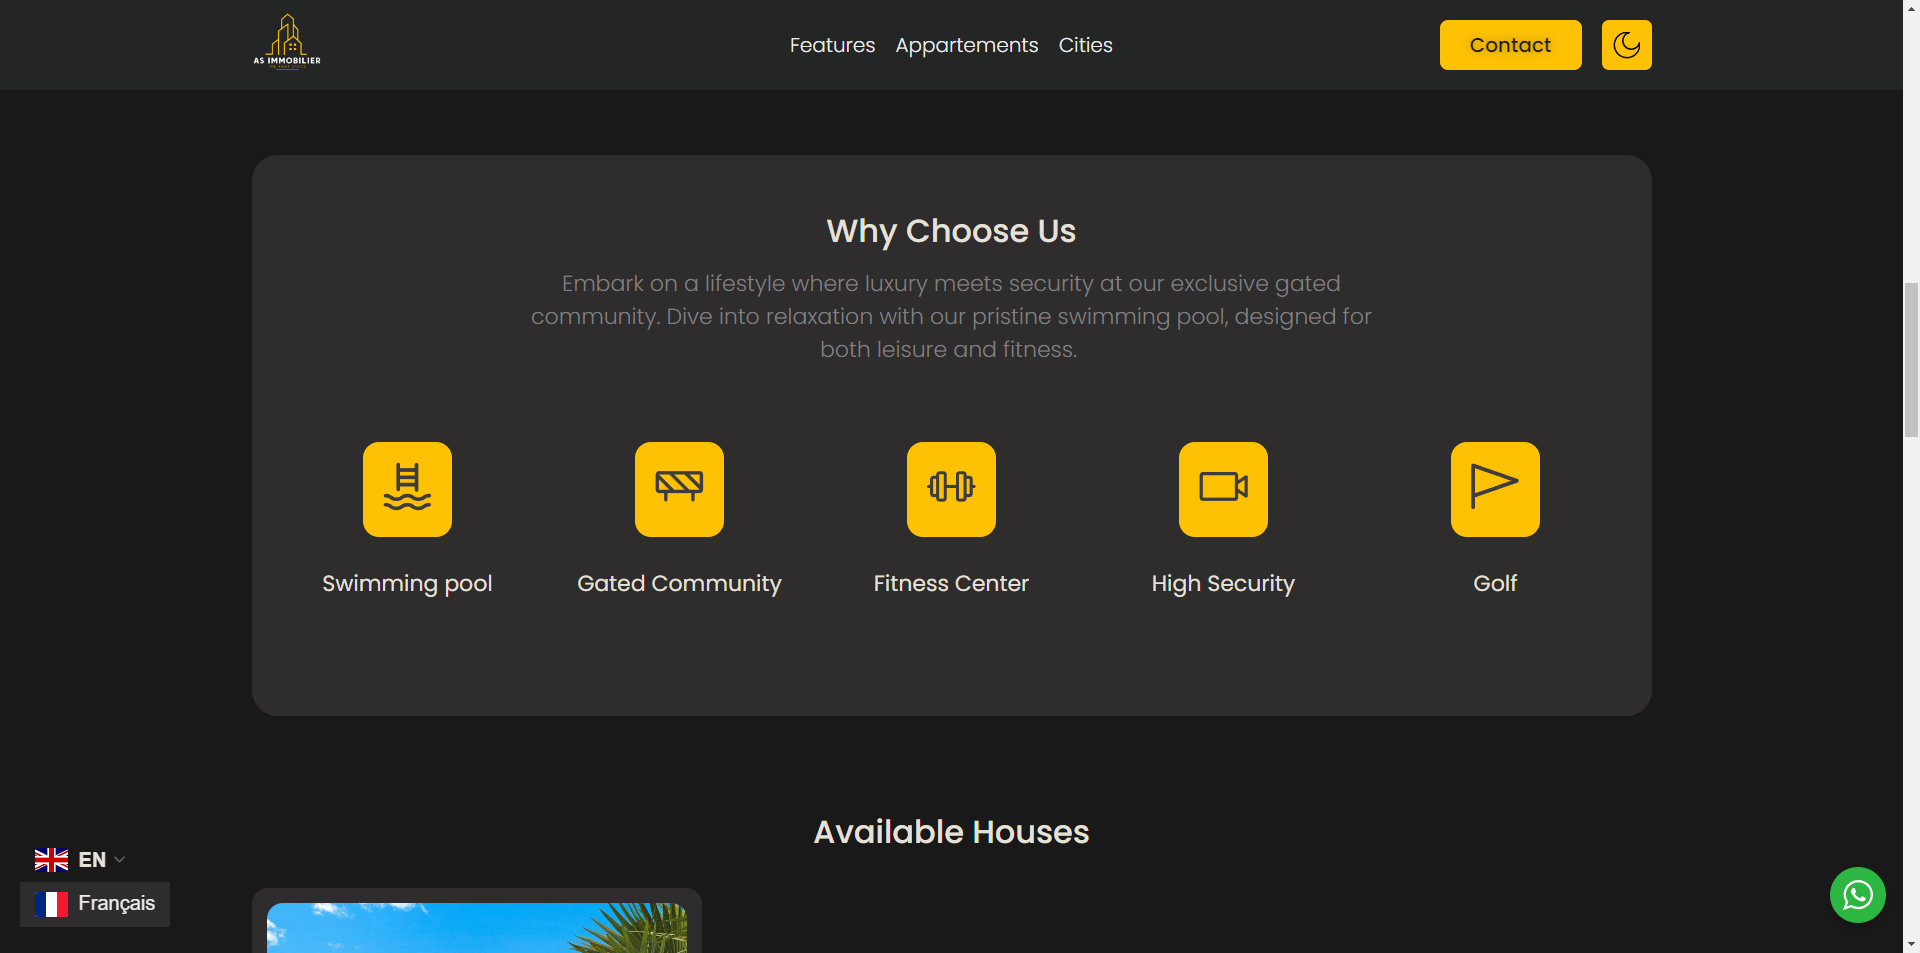 AS IMMOBILIER
Features
Appartements
Cities
Contact
Why Choose Us
Embark on a lifestyle where luxury meets security at our exclusive gated
community. Dive into relaxation with our pristine swimming pool, designed for
both leisure and fitness.
Swimming pool
Gated Community
Fitness Center
High Security
Golf
Available Houses
EN
Français